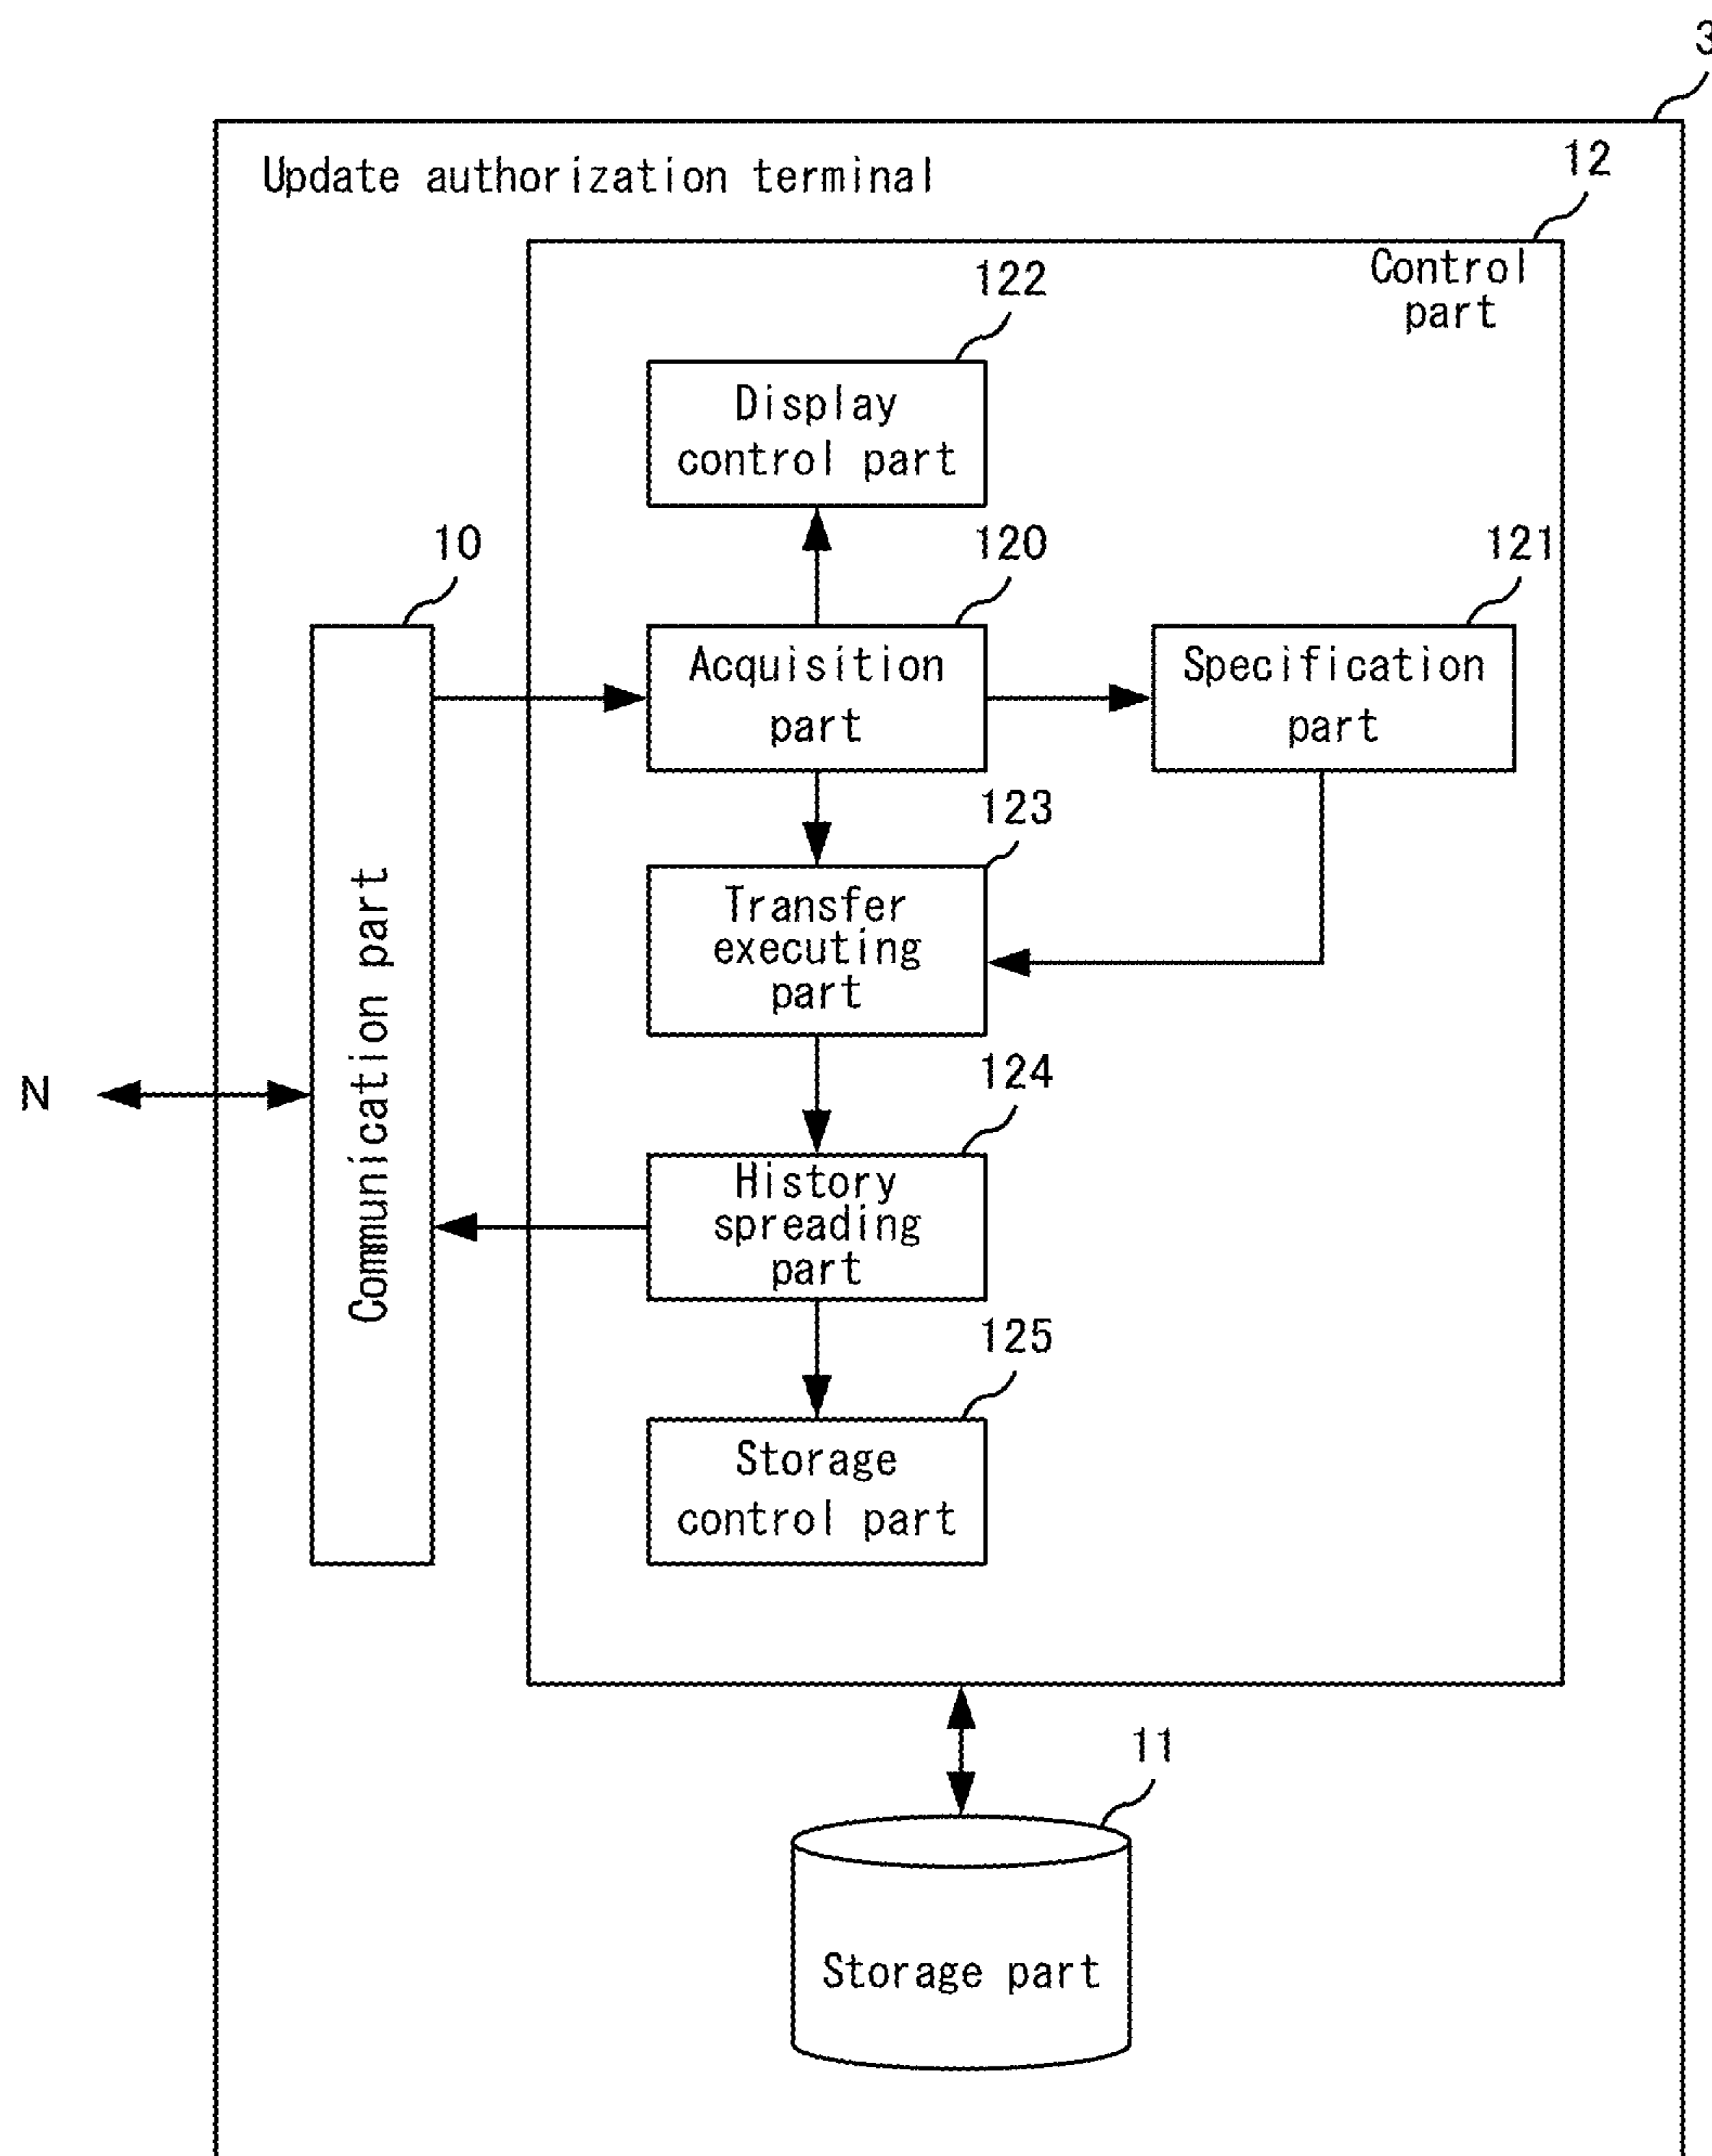 3
Update authorization terminal
12
Control
part
122
Display
control part
10
120
121
Acquisition
part
Specification
part
123
Transfer
executing
part
Communication part
N
124
History
spreading
part
125
Storage
control part
11
Storage part